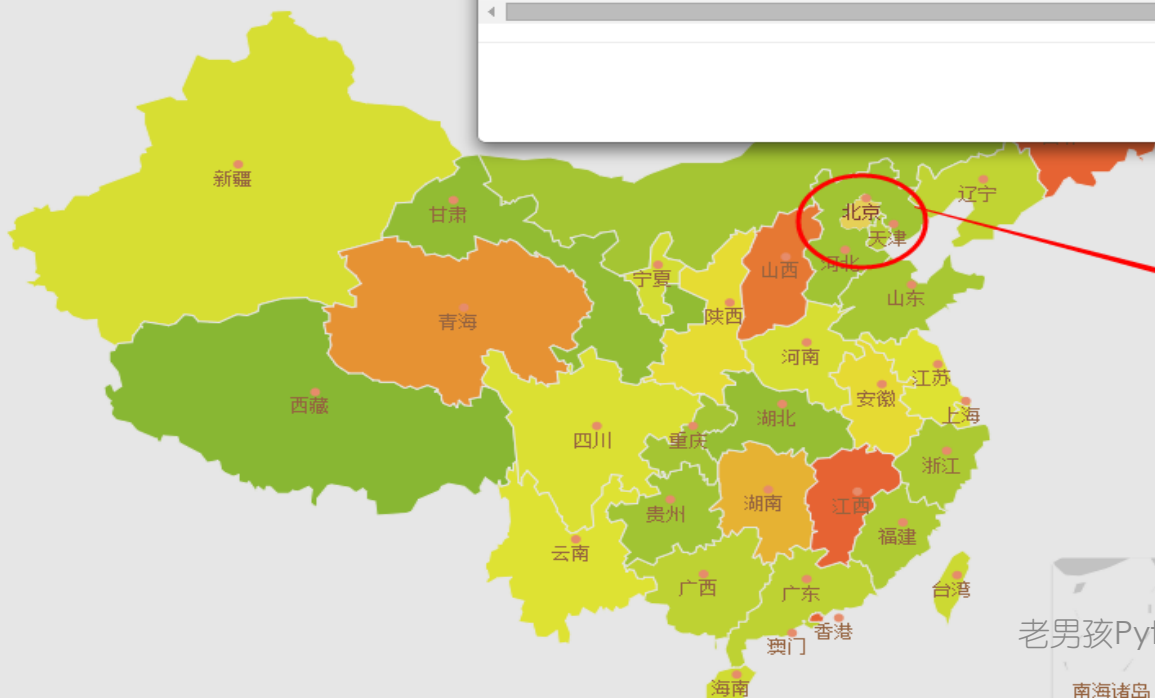 新疆
甘肃
辽宁
北京
天津
河北
宁夏
山西
山东
青海
陕西
河南
江苏
安徽
西藏
上海
湖北
四川
重庆
浙江
湖南
江西
贵州
福建
云南
广西
广东
台湾
香港
澳门
老男孩Pyt
海南
南海诸岛